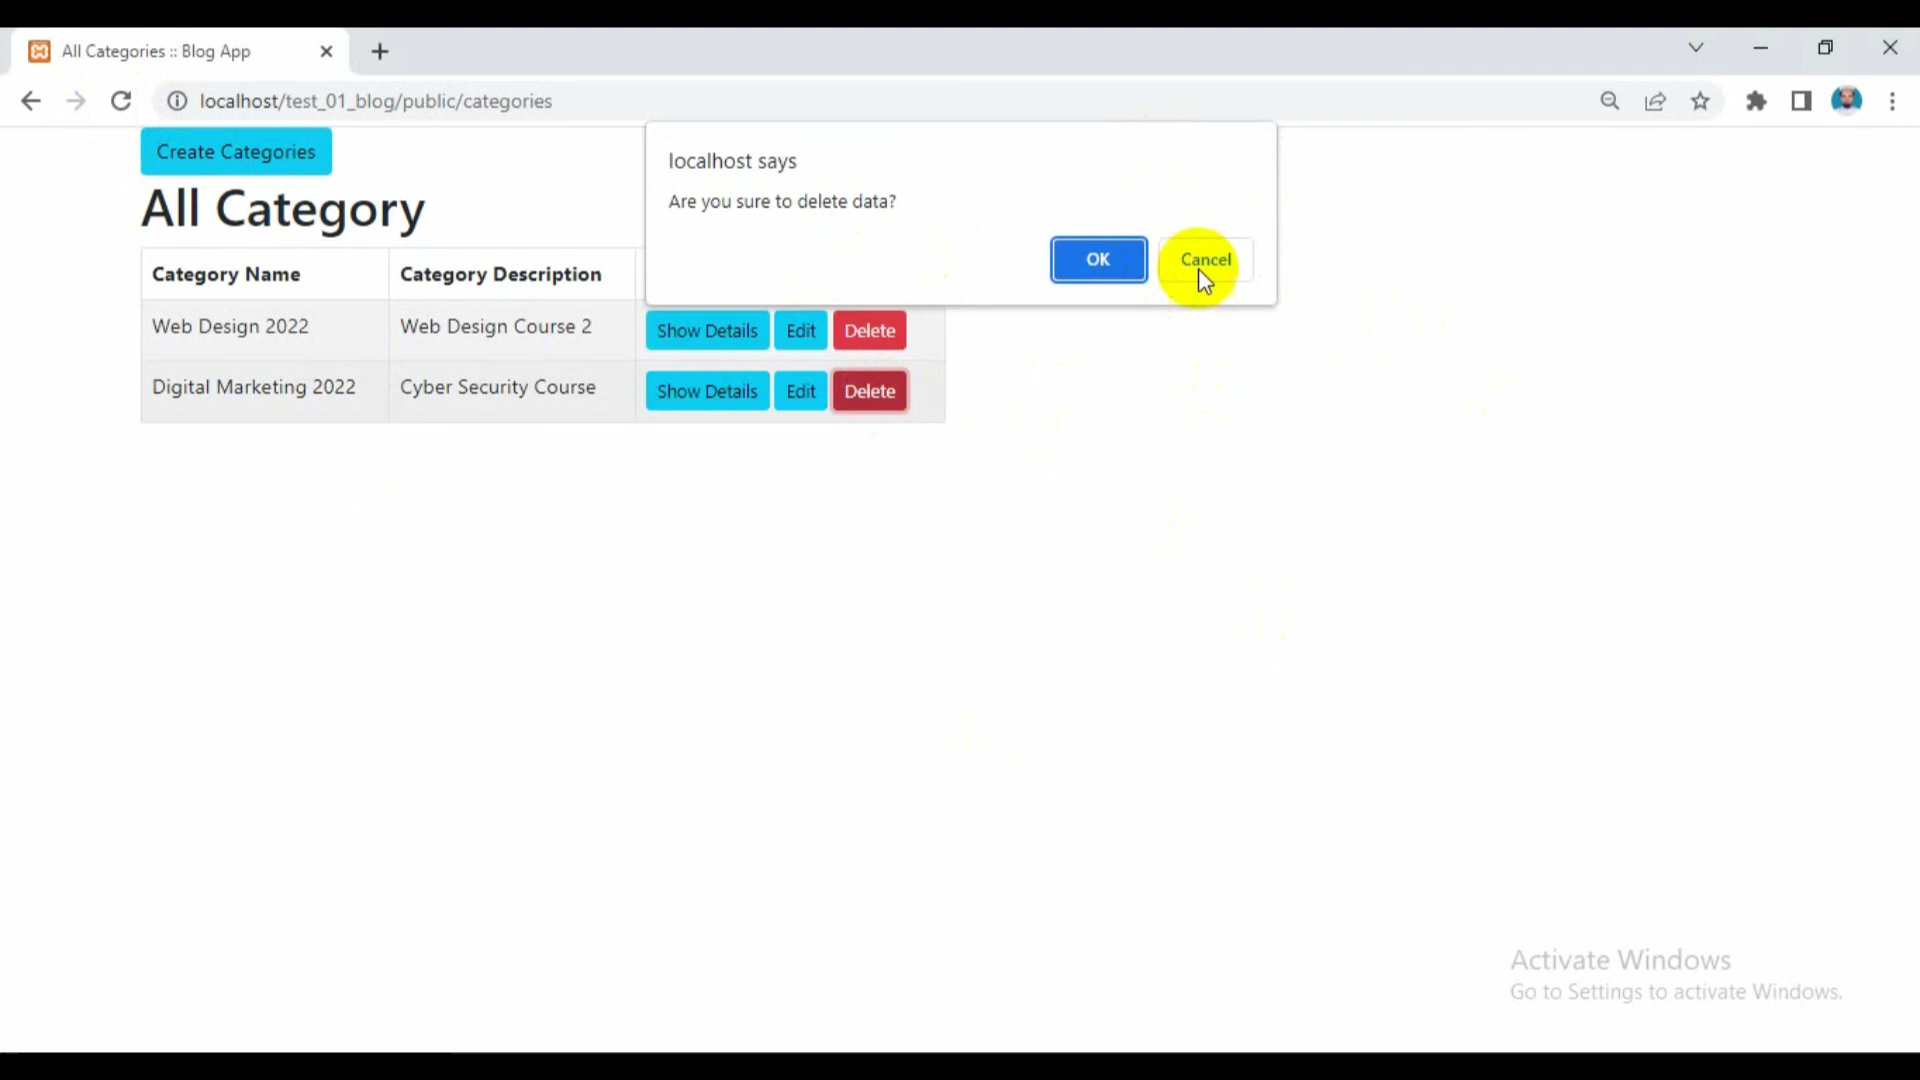 All Categories :: Blog App
localhost/test_01_blog/public/categories
Create Categories
localhost says
Are you sure to delete data?
OK Cancel
All Category
Category Name Category Description
Web Design 2022 Web Design Course 2 Show Details Edit Delete
Digital Marketing 2022 Cyber Security Course Show Details Edit Delete
Activate Windows
Go to Settings to activate Windows.